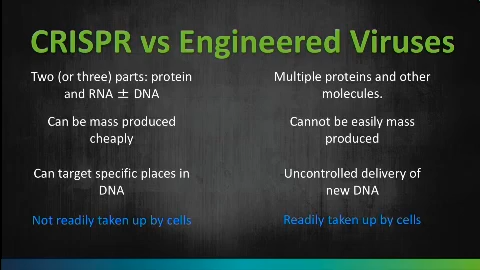 CRISPR vs Engineered Viruses
Two (or three) parts: protein
and RNA ± DNA
Can be mass produced
cheaply
Can target specific places in
DNA
Not readily taken up by cells
Multiple proteins and other
molecules.
Cannot be easily mass
produced
Uncontrolled delivery of
new DNA
Readily taken up by cells